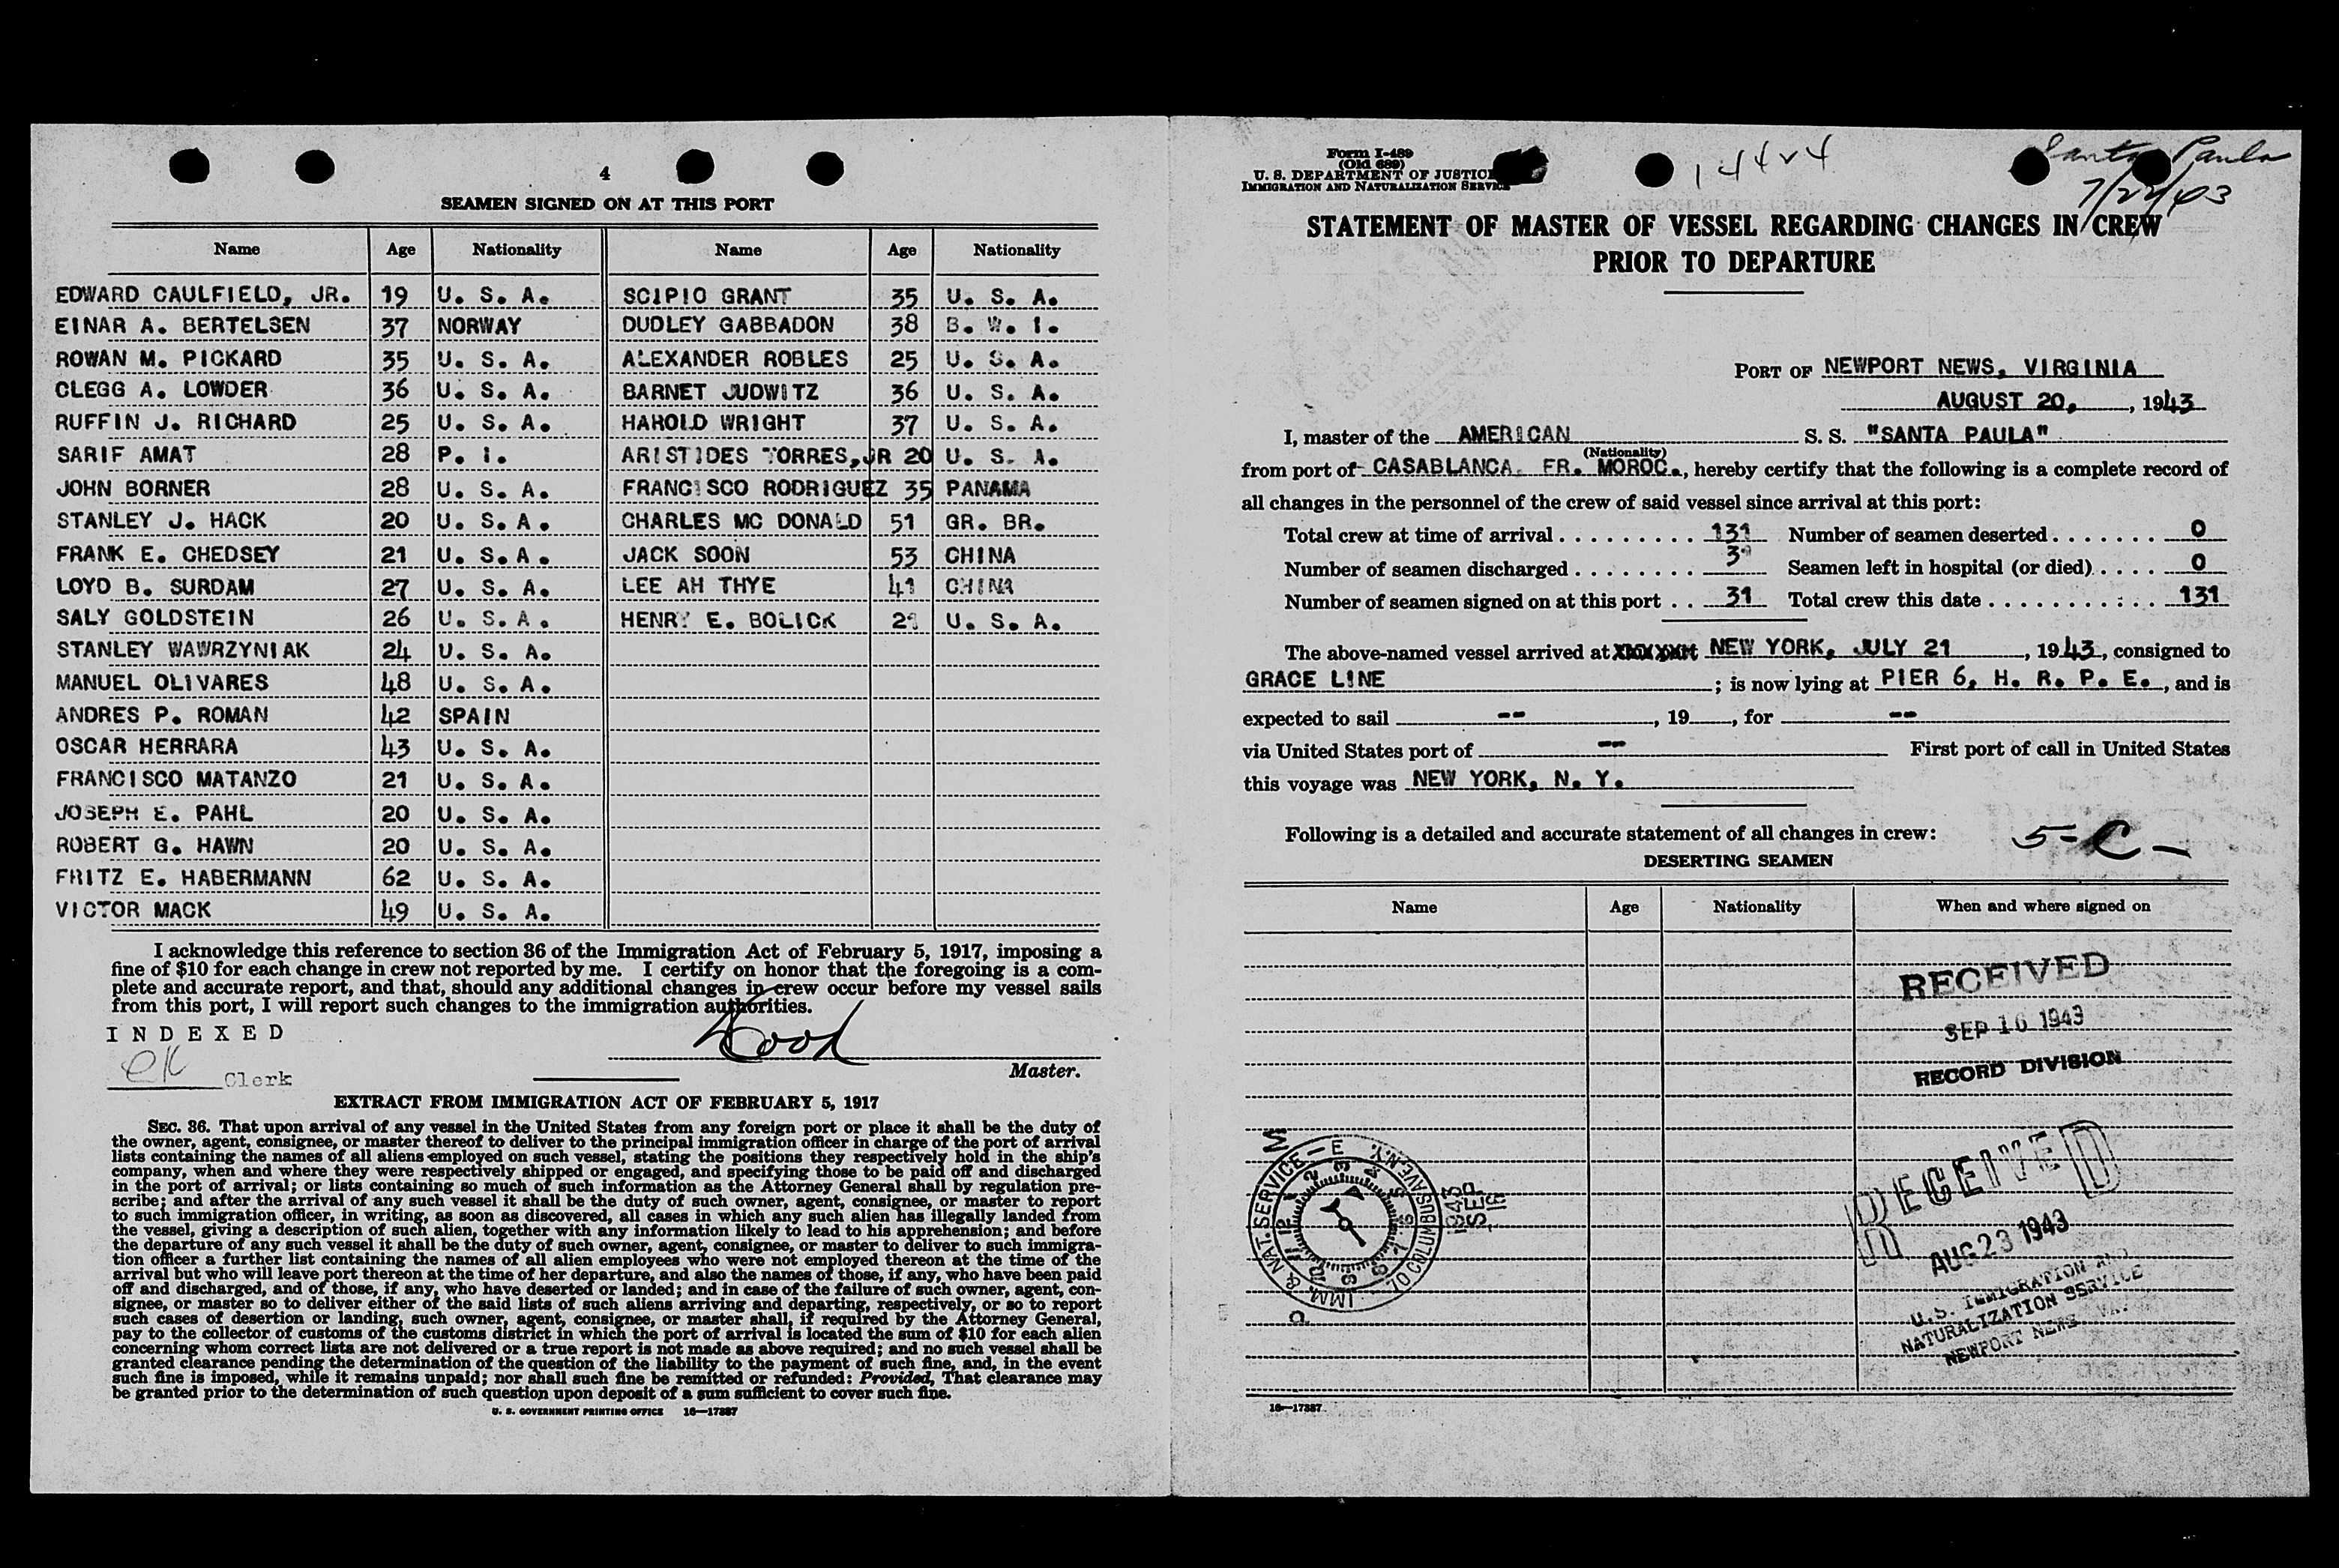 4
SEAMEN SIGNED ON AT THIS PORT
Name Age Nationality Name Age Nationality
EDWARD CAULFIELD, JR. 19 U. S. A. SCIPIO GRANT 35 U. S. A.
EINAR A. BERTELSEN 37 NORWAY DUDLEY GABBADON 38 B. W. I.
ROWAN M. PICKARD 35 U. S. A. ALEXANDER ROBLES 25 U. S. A.
CLEGG A. LOWDER 36 U. S. A. BARNET JUDWITZ 36 U. S. A.
RUFFIN J. RICHARD 25 U. S. A. HAROLD WRIGHT 37 U. S. A.
SARIF AMAT 28 P. I. ARISTIDES TORRES,JR 20 U. S. A.
JOHN BORNER 28 U. S. A. FRANCISCO RODRIGUEZ 35 PANAMA
STANLEY J. HACK 20 U. S. A. CHARLES MC DONALD 51 GR. BR.
FRANK E. CHEDSEY 21 U. S. A. JACK SOON 53 CHINA
LOYD B. SURDAM 27 U. S. A. LEE AH THYE 41 CHINA
SALY GOLDSTEIN 26 U. S. A. HENRY E. BOLICK 21 U. S. A.
STANLEY WAWRZYNIAK 24 U. S. A.
MANUEL OLIVARES 48 U. S. A.
ANDRES P. ROMAN 42 SPAIN
OSCAR HERRARA 43 U. S. A.
FRANCISCO MATANZO 21 U. S. A.
JOSEPH E. PAHL 20 U. S. A.
ROBERT G. HAWN 20 U. S. A.
FRITZ E. HABERMANN 62 U. S. A.
VICTOR MACK 49 U. S. A.
I acknowledge this reference to section 36 of the Immigration Act of February 5, 1917, imposing a
fine of $10 for each change in crew not reported by me. I certify on honor that the foregoing is a com-
plete and accurate report, and that, should any additional changes in crew occur before my vessel sails
from this port, I will report such changes to the immigration authorities.
INDEXED
EK Clerk
Master.
EXTRACT FROM IMMIGRATION ACT OF FEBRUARY 5, 1917
SEC. 36. That upon arrival of any vessel in the United States from any foreign port or place it shall be the duty of
the owner, agent, consignee, or master thereof to deliver to the principal immigration officer in charge of the port of arrival
lists containing the names of all aliens employed on such vessel, stating the positions they respectively hold in the ship's
company, when and where they were respectively shipped or engaged, and specifying those to be paid off and discharged
in the port of arrival; or lists containing so much of such information as the Attorney General shall by regulation pre-
scribe; and after the arrival of any such vessel it shall be the duty of such owner, agent, consignee, or master to report
to such immigration officer, in writing, as soon as discovered, all cases in which any such alien has illegally landed from
the vessel, giving a description of such alien, together with any information likely to lead to his apprehension; and before
the departure of any such vessel it shall be the duty of such owner, agent, consignee, or master to deliver to such immigra-
tion officer a further list containing the names of all alien employees who were not employed thereon at the time of the
arrival but who will leave port thereon at the time of her departure, and also the names of those, if any, who have been paid
off and discharged, and of those, if any, who have deserted or landed; and in case of the failure of such owner, agent, con-
signee, or master so to deliver either of the said lists of such aliens arriving and departing, respectively, or so to report
such cases of desertion or landing, such owner, agent, consignee, or master shall, if required by the Attorney General,
pay to the collector of customs of the customs district in which the port of arrival is located the sum of $10 for each alien
concerning whom correct lists are not delivered or a true report is not made as above required; and no such vessel shall be
granted clearance pending the determination of the question of the liability to the payment of such fine, and, in the event
such fine is imposed, while it remains unpaid; nor shall such fine be remitted or refunded: Provided, That clearance may
be granted prior to the determination of such question upon deposit of a sum sufficient to cover such fine.
U. S. GOVERNMENT PRINTING OFFICE 16—17387
Form I-489
(Old 689)
U. S. DEPARTMENT OF JUSTICE
IMMIGRATION AND NATURALIZATION SERVICE
Santa Paula
7/22/43
STATEMENT OF MASTER OF VESSEL REGARDING CHANGES IN CREW
PRIOR TO DEPARTURE
PORT OF NEWPORT NEWS, VIRGINIA
AUGUST 20, , 1943
I, master of the AMERICAN S. S. "SANTA PAULA"
(Nationality)
from port of CASABLANCA, FR. MOROC., hereby certify that the following is a complete record of
all changes in the personnel of the crew of said vessel since arrival at this port:
Total crew at time of arrival . . . . . . . . . 131 Number of seamen deserted . . . . . . . 0
Number of seamen discharged . . . . . . . . 31 Seamen left in hospital (or died) . . . . . 0
Number of seamen signed on at this port . . 31 Total crew this date . . . . . . . . . . . . 131
The above-named vessel arrived at NEW YORK, JULY 21 , 1943, consigned to
GRACE LINE ; is now lying at PIER 6, H. R. P. E., and is
expected to sail -- , 19 , for --
via United States port of -- First port of call in United States
this voyage was NEW YORK, N. Y.
Following is a detailed and accurate statement of all changes in crew: 5-C-
DESERTING SEAMEN
Name Age Nationality When and where signed on
RECEIVED
SEP 16 1943
RECORD DIVISION
IMM. & NAT. SERVICE — 70 COLUMBUS AVE. N.Y.
1943 SEP 16
RECEIVED
AUG 23 1943
U.S. IMMIGRATION AND
NATURALIZATION SERVICE
NEWPORT NEWS, VA.
16—17387